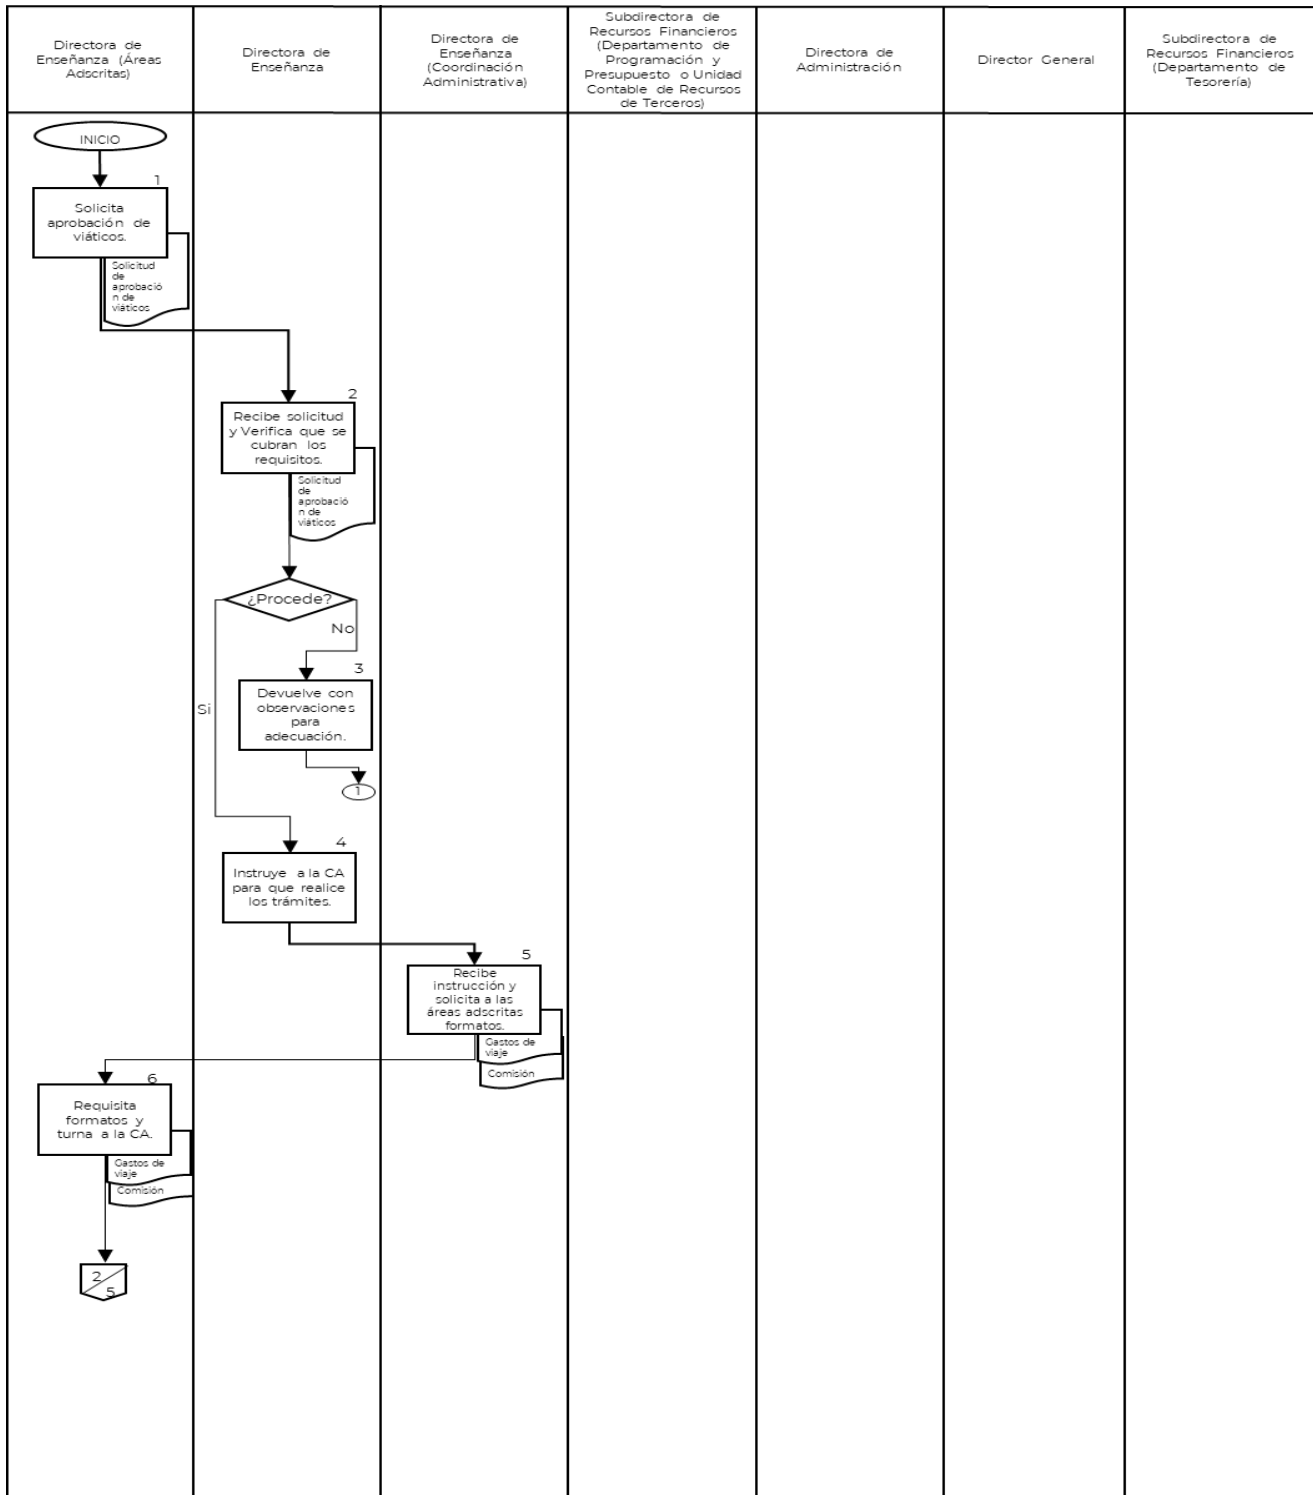 Directora de
Enseñanza (Áreas
Adscritas)
Directora de
Enseñanza
Directora de
Enseñanza
(Coordinación
Administrativa)
Subdirectora de
Recursos Financieros
(Departamento de
Programación y
Presupuesto o Unidad
Contable de Recursos
de Terceros)
Directora de
Administración
Director General
Subdirectora de
Recursos Financieros
(Departamento de
Tesorería)
INICIO
1
Solicita
aprobación de
viáticos.
Solicitud
de
aprobació
n de
viáticos
2
Recibe solicitud
y Verifica que se
cubran los
requisitos.
Solicitud
de
aprobació
n de
viáticos
¿Procede?
No
Si
3
Devuelve con
observaciones
para
adecuación.
1
4
Instruye a la CA
para que realice
los trámites.
5
Recibe
instrucción y
solicita a las
áreas adscritas
formatos.
Gastos de
viaje
Comisión
6
Requisita
formatos y
turna a la CA.
Gastos de
viaje
Comisión
2
5